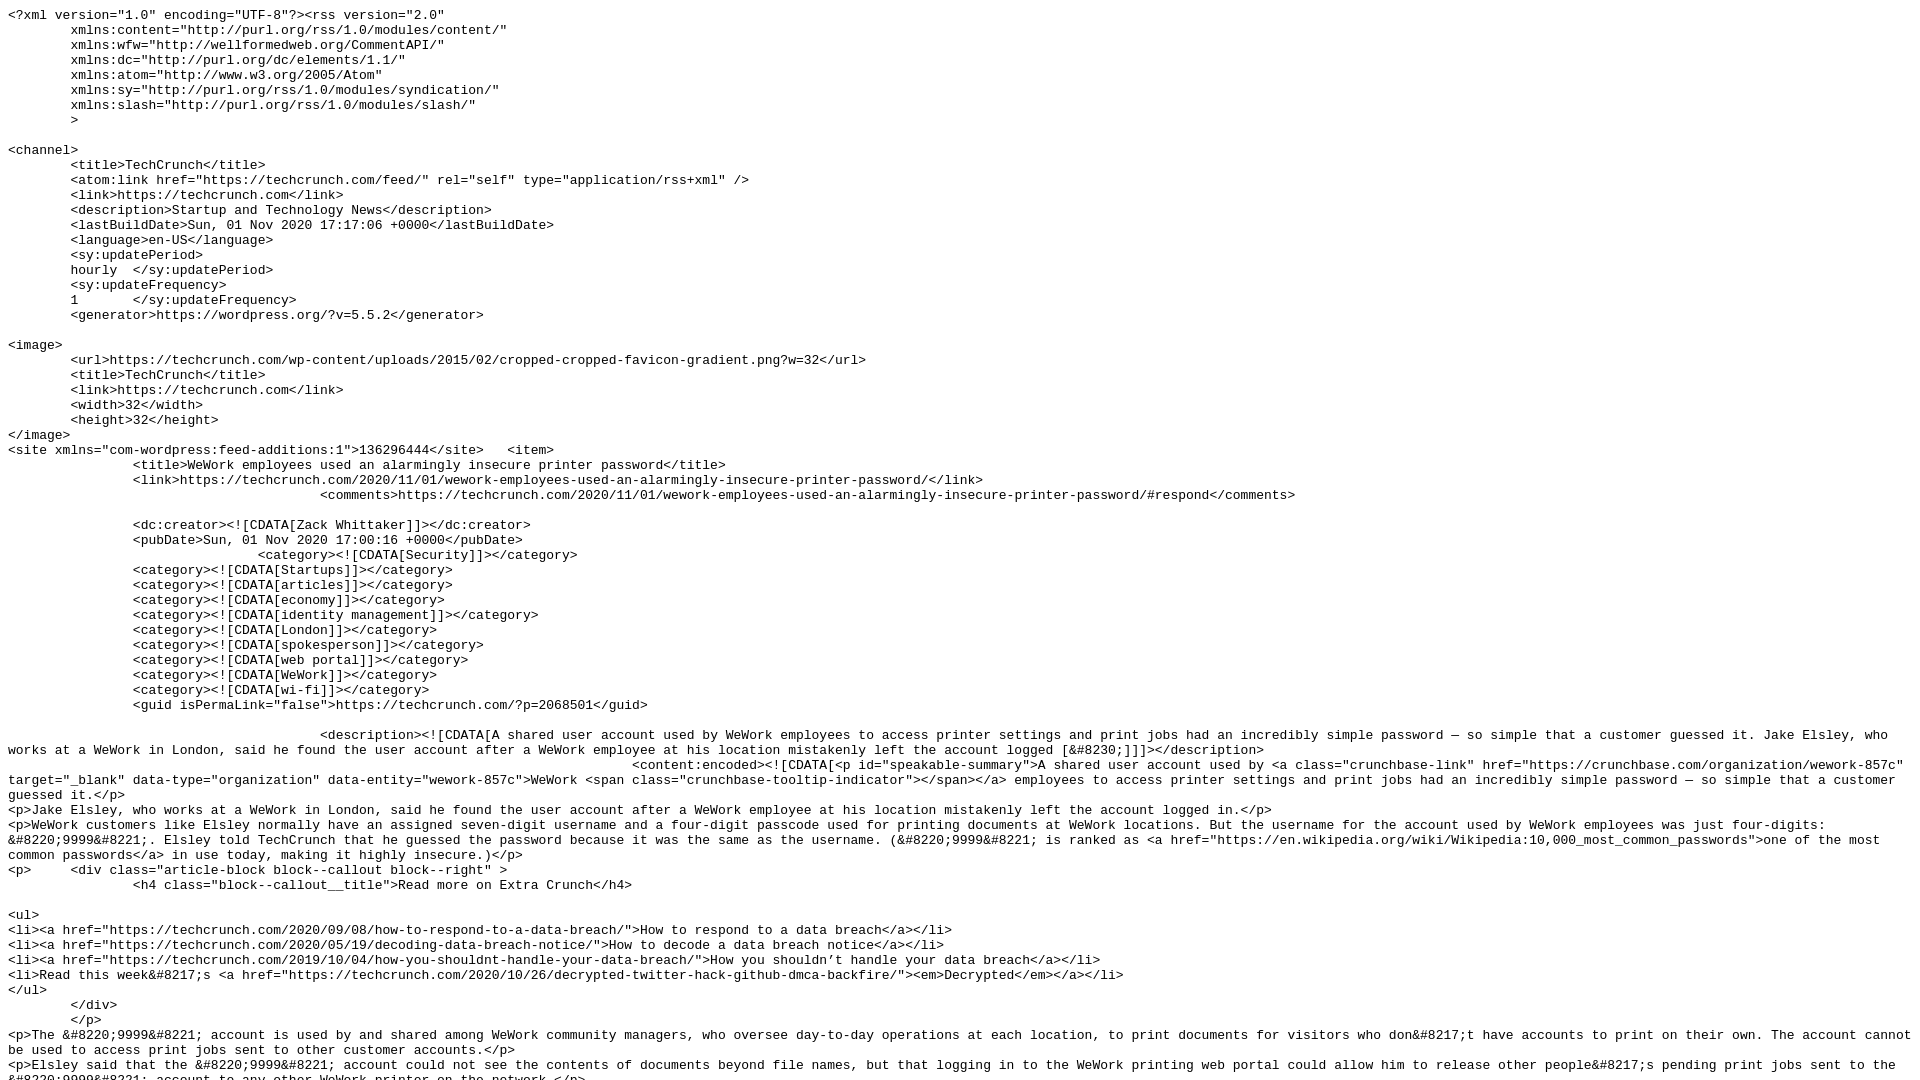 <?xml version="1.0" encoding="UTF-8"?><rss version="2.0"
xmlns:content="http://purl.org/rss/1.0/modules/content/"
xmlns:wfw="http://wellformedweb.org/CommentAPI/"
xmlns:dc="http://purl.org/dc/elements/1.1/"
xmlns:atom="http://www.w3.org/2005/Atom"
xmlns:sy="http://purl.org/rss/1.0/modules/syndication/"
xmlns:slash="http://purl.org/rss/1.0/modules/slash/"
>
<channel>
<title>TechCrunch</title>
<atom:link href="https://techcrunch.com/feed/" rel="self" type="application/rss+xml" />
<link>https://techcrunch.com</link>
<description>Startup and Technology News</description>
<lastBuildDate>Sun, 01 Nov 2020 17:17:06 +0000</lastBuildDate>
<language>en-US</language>
<sy:updatePeriod>
hourly  </sy:updatePeriod>
<sy:updateFrequency>
1       </sy:updateFrequency>
<generator>https://wordpress.org/?v=5.5.2</generator>
<image>
<url>https://techcrunch.com/wp-content/uploads/2015/02/cropped-cropped-favicon-gradient.png?w=32</url>
<title>TechCrunch</title>
<link>https://techcrunch.com</link>
<width>32</width>
<height>32</height>
</image>
<site xmlns="com-wordpress:feed-additions:1">136296444</site>   <item>
<title>WeWork employees used an alarmingly insecure printer password</title>
<link>https://techcrunch.com/2020/11/01/wework-employees-used-an-alarmingly-insecure-printer-password/</link>
<comments>https://techcrunch.com/2020/11/01/wework-employees-used-an-alarmingly-insecure-printer-password/#respond</comments>
<dc:creator><![CDATA[Zack Whittaker]]></dc:creator>
<pubDate>Sun, 01 Nov 2020 17:00:16 +0000</pubDate>
<category><![CDATA[Security]]></category>
<category><![CDATA[Startups]]></category>
<category><![CDATA[articles]]></category>
<category><![CDATA[economy]]></category>
<category><![CDATA[identity management]]></category>
<category><![CDATA[London]]></category>
<category><![CDATA[spokesperson]]></category>
<category><![CDATA[web portal]]></category>
<category><![CDATA[WeWork]]></category>
<category><![CDATA[wi-fi]]></category>
<guid isPermaLink="false">https://techcrunch.com/?p=2068501</guid>
<description><![CDATA[A shared user account used by WeWork employees to access printer settings and print jobs had an incredibly simple password — so simple that a customer guessed it. Jake Elsley, who
works at a WeWork in London, said he found the user account after a WeWork employee at his location mistakenly left the account logged [&#8230;]]]></description>
<content:encoded><![CDATA[<p id="speakable-summary">A shared user account used by <a class="crunchbase-link" href="https://crunchbase.com/organization/wework-857c"
target="_blank" data-type="organization" data-entity="wework-857c">WeWork <span class="crunchbase-tooltip-indicator"></span></a> employees to access printer settings and print jobs had an incredibly simple password — so simple that a customer
guessed it.</p>
<p>Jake Elsley, who works at a WeWork in London, said he found the user account after a WeWork employee at his location mistakenly left the account logged in.</p>
<p>WeWork customers like Elsley normally have an assigned seven-digit username and a four-digit passcode used for printing documents at WeWork locations. But the username for the account used by WeWork employees was just four-digits:
&#8220;9999&#8221;. Elsley told TechCrunch that he guessed the password because it was the same as the username. (&#8220;9999&#8221; is ranked as <a href="https://en.wikipedia.org/wiki/Wikipedia:10,000_most_common_passwords">one of the most
common passwords</a> in use today, making it highly insecure.)</p>
<p>     <div class="article-block block--callout block--right" >
<h4 class="block--callout__title">Read more on Extra Crunch</h4>
<ul>
<li><a href="https://techcrunch.com/2020/09/08/how-to-respond-to-a-data-breach/">How to respond to a data breach</a></li>
<li><a href="https://techcrunch.com/2020/05/19/decoding-data-breach-notice/">How to decode a data breach notice</a></li>
<li><a href="https://techcrunch.com/2019/10/04/how-you-shouldnt-handle-your-data-breach/">How you shouldn’t handle your data breach</a></li>
<li>Read this week&#8217;s <a href="https://techcrunch.com/2020/10/26/decrypted-twitter-hack-github-dmca-backfire/"><em>Decrypted</em></a></li>
</ul>
</div>
</p>
<p>The &#8220;9999&#8221; account is used by and shared among WeWork community managers, who oversee day-to-day operations at each location, to print documents for visitors who don&#8217;t have accounts to print on their own. The account cannot
be used to access print jobs sent to other customer accounts.</p>
<p>Elsley said that the &#8220;9999&#8221; account could not see the contents of documents beyond file names, but that logging in to the WeWork printing web portal could allow him to release other people&#8217;s pending print jobs sent to the
&#8220;9999&#8221; account to any other WeWork printer on the network.</p>